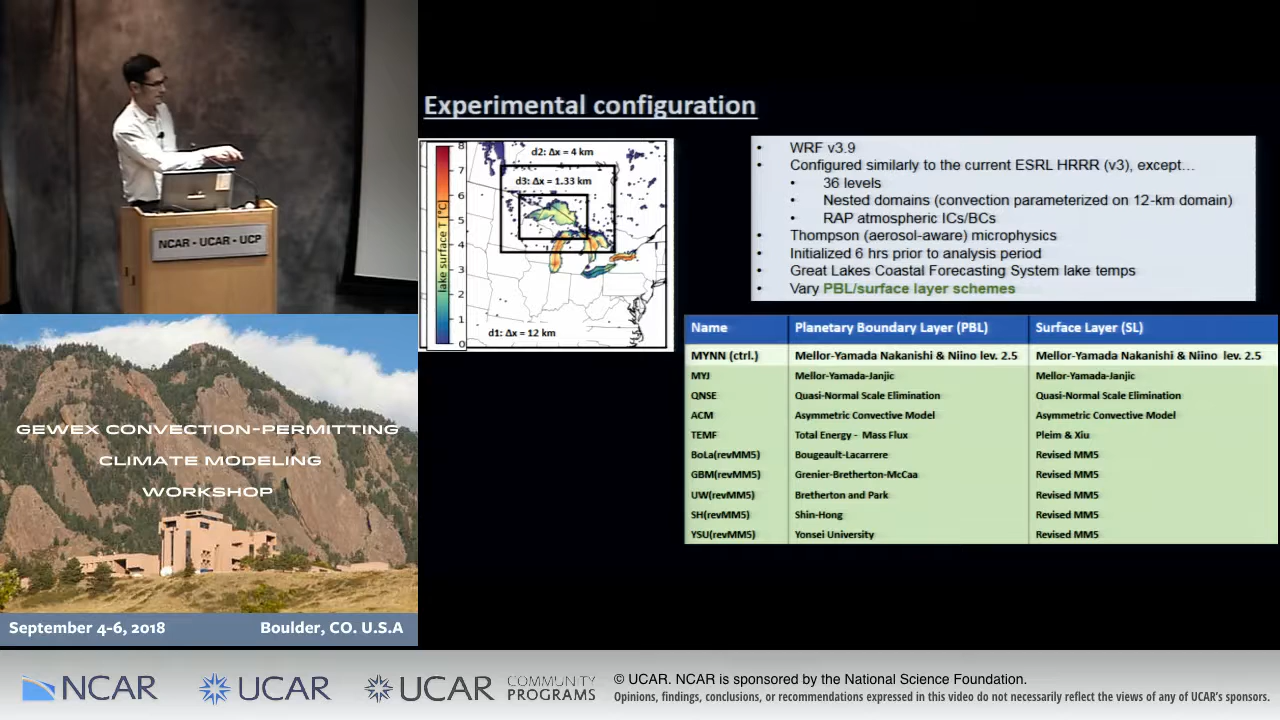 Experimental configuration
d2: Δx = 4 km
d3: Δx = 1.33 km
d1: Δx = 12 km
lake surface T [°C]
8
7
6
5
4
3
2
1
0
• WRF v3.9
• Configured similarly to the current ESRL HRRR (v3), except…
• 36 levels
• Nested domains (convection parameterized on 12-km domain)
• RAP atmospheric ICs/BCs
• Thompson (aerosol-aware) microphysics
• Initialized 6 hrs prior to analysis period
• Great Lakes Coastal Forecasting System lake temps
• Vary PBL/surface layer schemes
Name Planetary Boundary Layer (PBL) Surface Layer (SL)
MYNN (ctrl.) Mellor-Yamada Nakanishi & Niino lev. 2.5 Mellor-Yamada Nakanishi & Niino lev. 2.5
MYJ Mellor-Yamada-Janjic Mellor-Yamada-Janjic
QNSE Quasi-Normal Scale Elimination Quasi-Normal Scale Elimination
ACM Asymmetric Convective Model Asymmetric Convective Model
TEMF Total Energy - Mass Flux Pleim & Xiu
BoLa(revMM5) Bougeault-Lacarrere Revised MM5
GBM(revMM5) Grenier-Bretherton-McCaa Revised MM5
UW(revMM5) Bretherton and Park Revised MM5
SH(revMM5) Shin-Hong Revised MM5
YSU(revMM5) Yonsei University Revised MM5
NCAR - UCAR - UCP
GEWEX CONVECTION-PERMITTING
CLIMATE MODELING
WORKSHOP
September 4-6, 2018 Boulder, CO. U.S.A
NCAR UCAR UCAR COMMUNITY PROGRAMS
© UCAR. NCAR is sponsored by the National Science Foundation.
Opinions, findings, conclusions, or recommendations expressed in this video do not necessarily reflect the views of any of UCAR's sponsors.